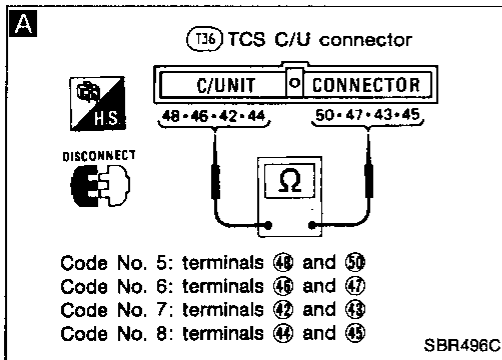 A
T36 TCS C/U connector
C/UNIT CONNECTOR
H.S
48•46•42•44 50•47•43•45
DISCONNECT
Ω
Code No. 5: terminals 48 and 50
Code No. 6: terminals 46 and 47
Code No. 7: terminals 42 and 43
Code No. 8: terminals 44 and 45
SBR496C